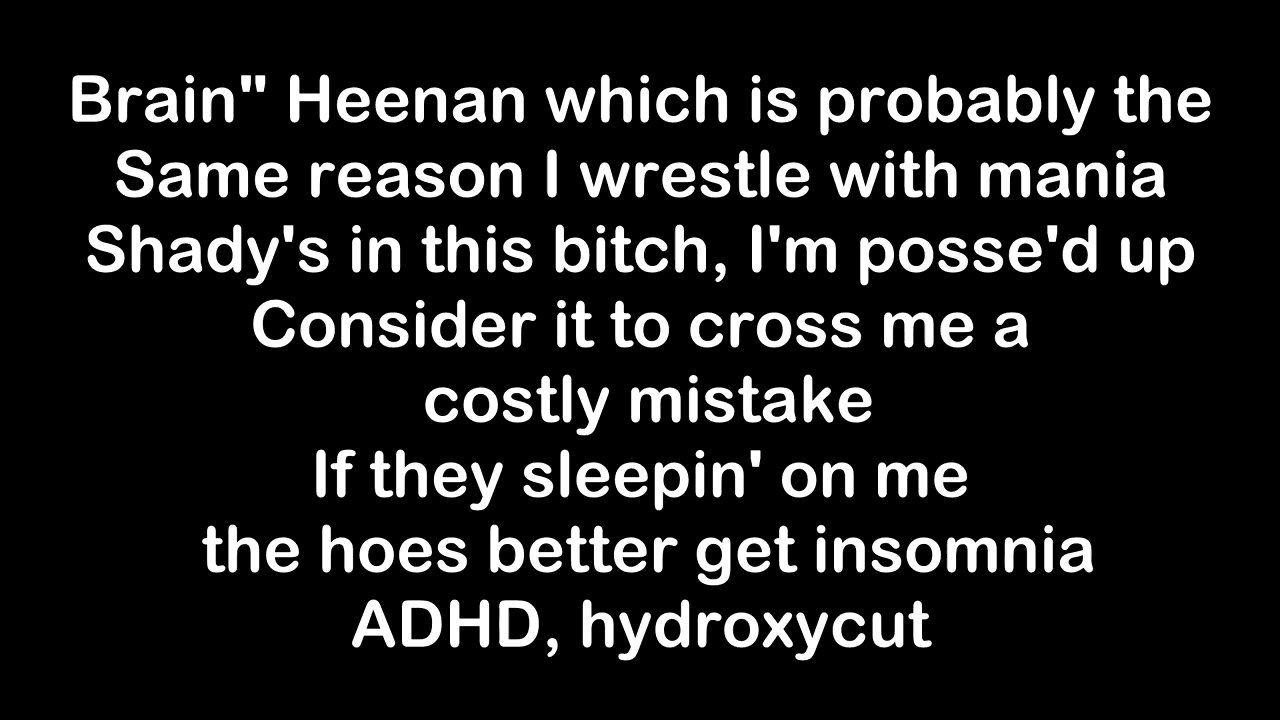 Brain" Heenan which is probably the
Same reason I wrestle with mania
Shady's in this bitch, I'm posse'd up
Consider it to cross me a
costly mistake
If they sleepin' on me
the hoes better get insomnia
ADHD, hydroxycut